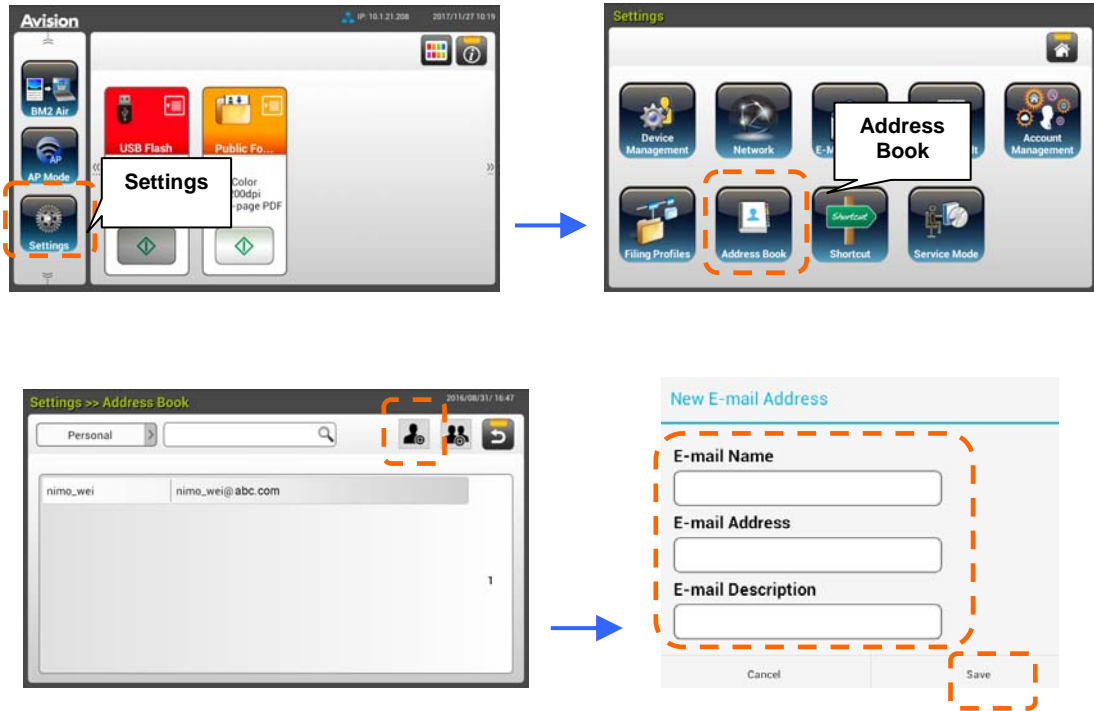 Avision
IP: 10.1.21.208
2017/11/27 10:19
BM2 Air
AP
AP Mode
Settings
USB Flash
Public Fo...
Color
200dpi
-page PDF
Settings
Settings
Device
Management
Network
E-M
Account
Management
Address
Book
Filing Profiles
Address Book
Shortcut
Shortcut
Service Mode
Settings >> Address Book
2016/08/31/ 16:47
Personal
nimo_wei
nimo_wei@abc.com
1
New E-mail Address
E-mail Name
E-mail Address
E-mail Description
Cancel
Save